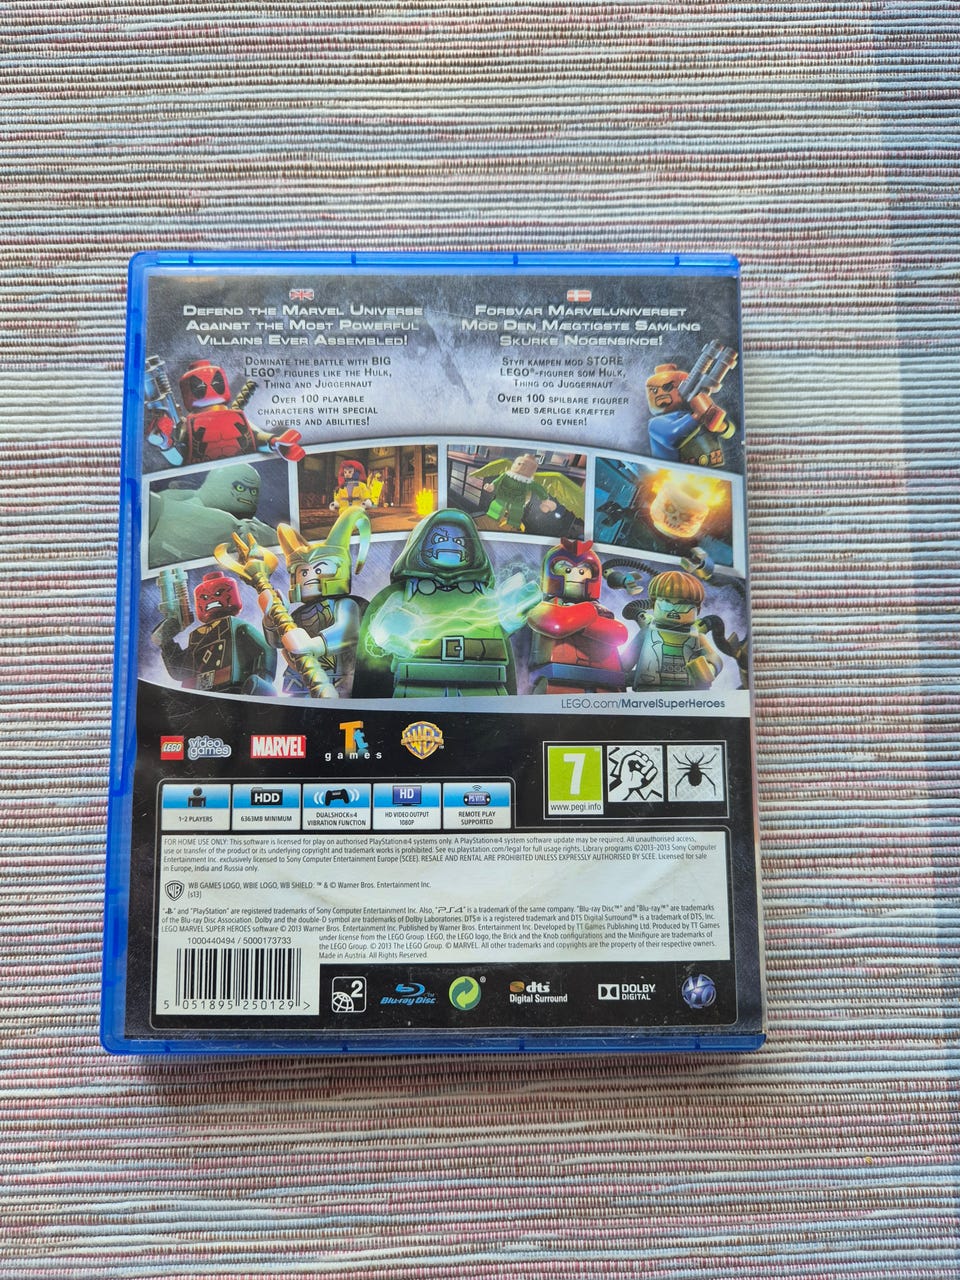 DEFEND THE MARVEL UNIVERSE
AGAINST THE MOST POWERFUL
VILLAINS EVER ASSEMBLED!
DOMINATE THE BATTLE WITH BIG
LEGO® FIGURES LIKE THE HULK,
THING AND JUGGERNAUT
OVER 100 PLAYABLE
CHARACTERS WITH SPECIAL
POWERS AND ABILITIES!
FORSVAR MARVELUNIVERSET
MOD DEN MÆGTIGSTE SAMLING
SKURKE NOGENSINDE!
STYR KAMPEN MOD STORE
LEGO®-FIGURER SOM HULK,
THING OG JUGGERNAUT
OVER 100 SPILBARE FIGURER
MED SÆRLIGE KRÆFTER
OG EVNER!
LEGO.com/MarvelSuperHeroes
LEGO
video games
MARVEL
Tt games
WB
7
www.pegi.info
1-2 PLAYERS
HDD
6363MB MINIMUM
DUALSHOCK®4
VIBRATION FUNCTION
HD
HD VIDEO OUTPUT
1080P
PS VITA
REMOTE PLAY
SUPPORTED
FOR HOME USE ONLY: This software is licensed for play on authorised PlayStation®4 systems only. A PlayStation®4 system software update may be required. All unauthorised access,
use or transfer of the product or its underlying copyright and trademark works is prohibited. See eu.playstation.com/legal for full usage rights. Library programs ©2013-2013 Sony Computer
Entertainment Inc. exclusively licensed to Sony Computer Entertainment Europe (SCEE). RESALE AND RENTAL ARE PROHIBITED UNLESS EXPRESSLY AUTHORISED BY SCEE. Licensed for sale
in Europe, India and Russia only.
WB GAMES LOGO, WBIE LOGO, WB SHIELD: ™ & © Warner Bros. Entertainment Inc.
(s13)
and "PlayStation" are registered trademarks of Sony Computer Entertainment Inc. Also, "PS4" is a trademark of the same company. "Blu-ray Disc™" and "Blu-ray™" are trademarks
of the Blu-ray Disc Association. Dolby and the double-D symbol are trademarks of Dolby Laboratories. DTS® is a registered trademark and DTS Digital Surround™ is a trademark of DTS, Inc.
LEGO MARVEL SUPER HEROES software © 2013 Warner Bros. Entertainment Inc. Published by Warner Bros. Entertainment Inc. Developed by TT Games Publishing Ltd. Produced by TT Games
under license from the LEGO Group. LEGO, the LEGO logo, the Brick and the Knob configurations and the Minifigure are trademarks of
the LEGO Group. © 2013 The LEGO Group. © MARVEL. All other trademarks and copyrights are the property of their respective owners.
Made in Austria. All Rights Reserved.
1000440494 / 5000173733
5 051895 250129 >
2
Blu-ray Disc
dts
Digital Surround
DOLBY
DIGITAL